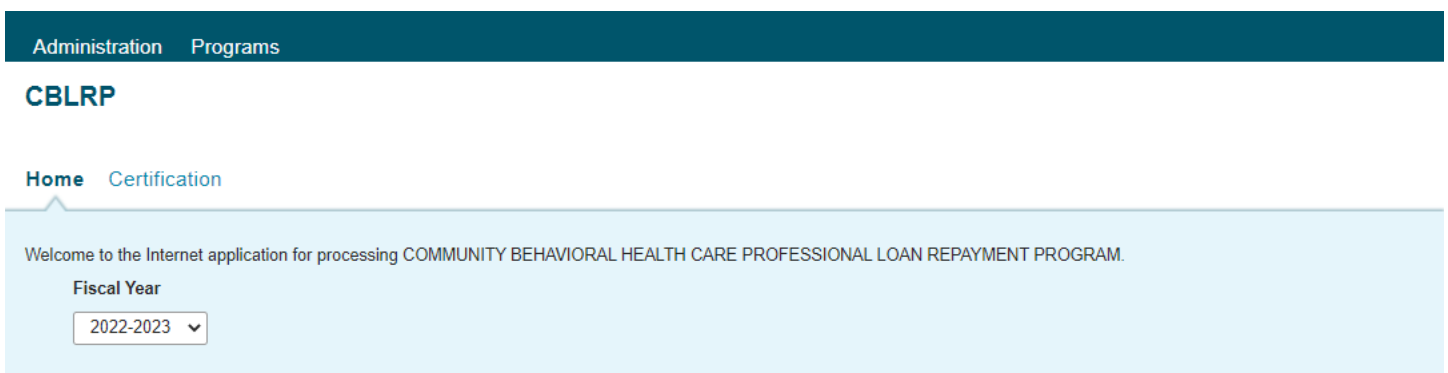 Administration Programs
CBLRP
Home Certification
Welcome to the Internet application for processing COMMUNITY BEHAVIORAL HEALTH CARE PROFESSIONAL LOAN REPAYMENT PROGRAM.
Fiscal Year
2022-2023